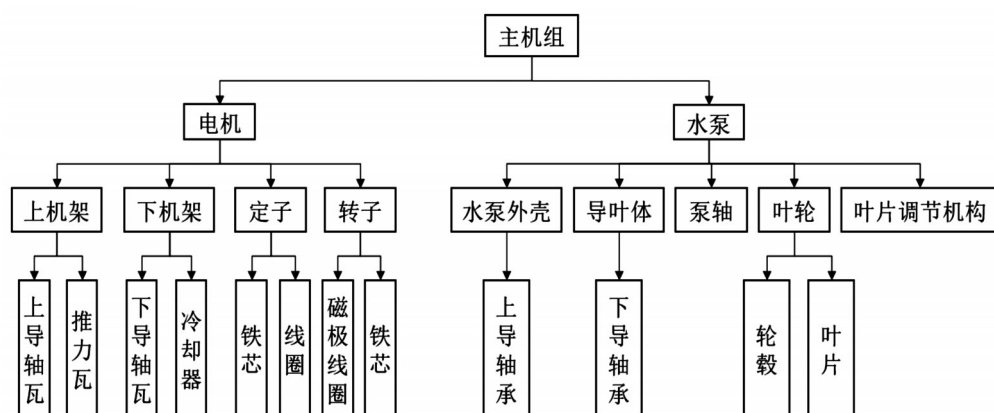 主机组
电机
水泵
上机架
下机架
定子
转子
水泵外壳
导叶体
泵轴
叶轮
叶片调节机构
上导轴瓦
推力瓦
下导轴瓦
冷却器
铁芯
线圈
磁极线圈
铁芯
上导轴承
下导轴承
轮毂
叶片